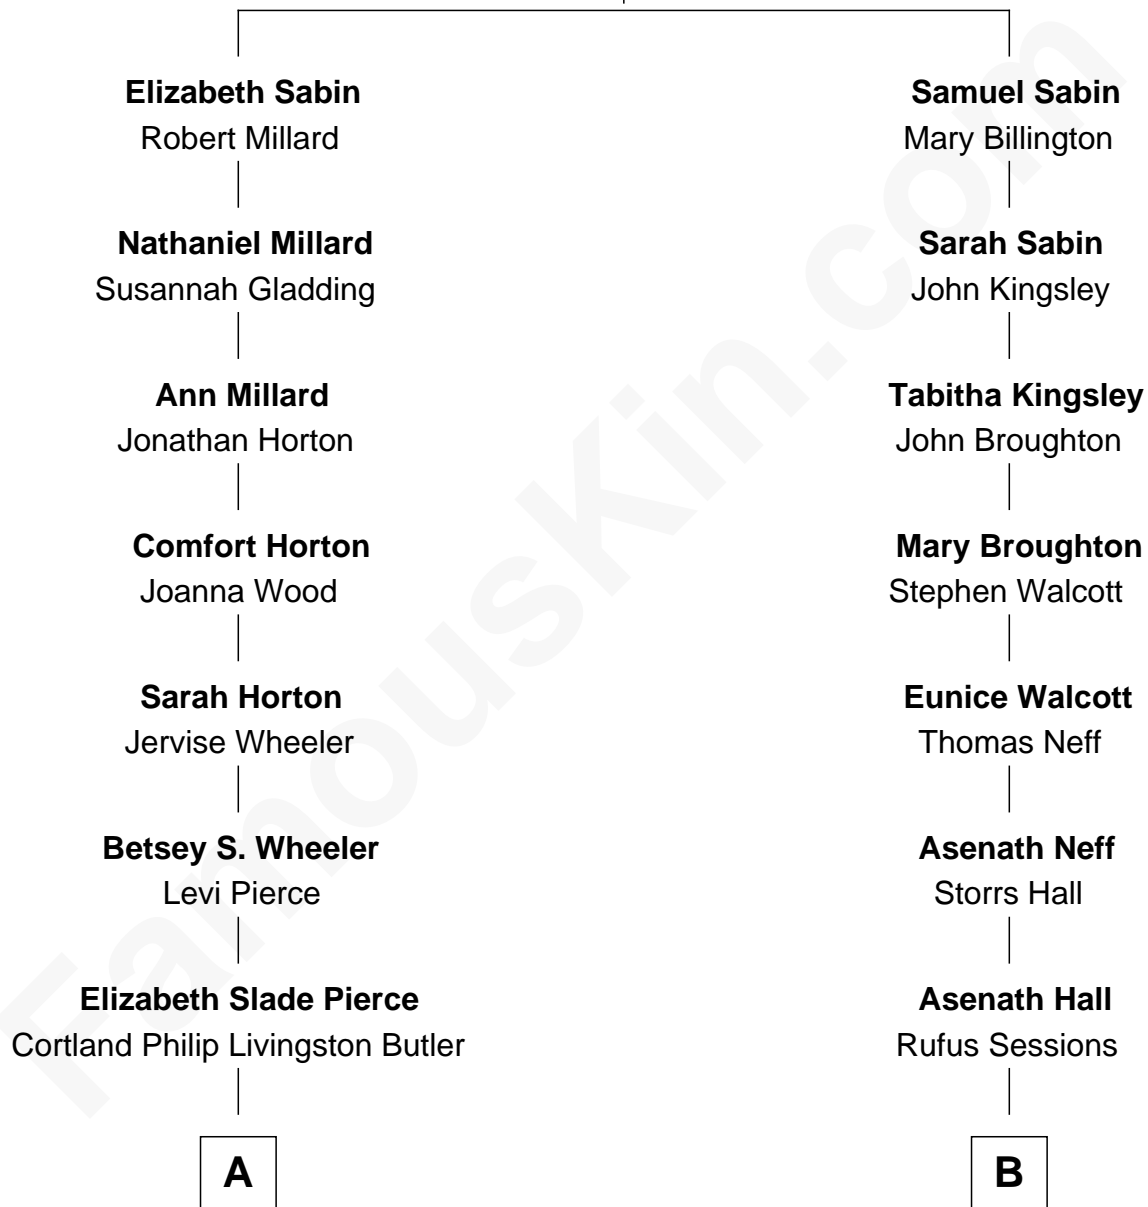 Elizabeth Sabin
Robert Millard
Nathaniel Millard
Susannah Gladding
Ann Millard
Jonathan Horton
Comfort Horton
Joanna Wood
Sarah Horton
Jervise Wheeler
Betsey S. Wheeler
Levi Pierce
Elizabeth Slade Pierce
Cortland Philip Livingston Butler
A
Samuel Sabin
Mary Billington
Sarah Sabin
John Kingsley
Tabitha Kingsley
John Broughton
Mary Broughton
Stephen Walcott
Eunice Walcott
Thomas Neff
Asenath Neff
Storrs Hall
Asenath Hall
Rufus Sessions
B
FamousKin.com